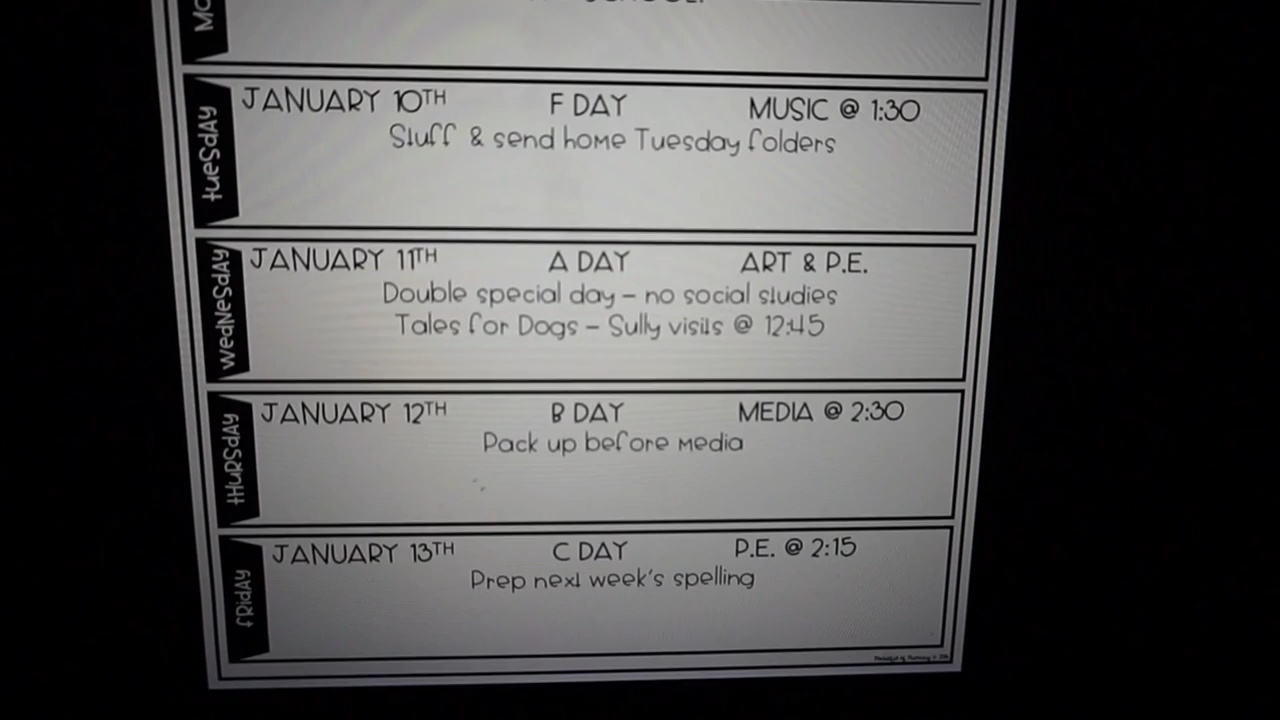 MO
SCHOOL!
TUESDAY
JANUARY 10TH F DAY MUSIC @ 1:30
Stuff & send home Tuesday folders
WEDNESDAY
JANUARY 11TH A DAY ART & P.E.
Double special day – no social studies
Tales for Dogs – Sully visits @ 12:45
THURSDAY
JANUARY 12TH B DAY MEDIA @ 2:30
Pack up before media
FRIDAY
JANUARY 13TH C DAY P.E. @ 2:15
Prep next week's spelling